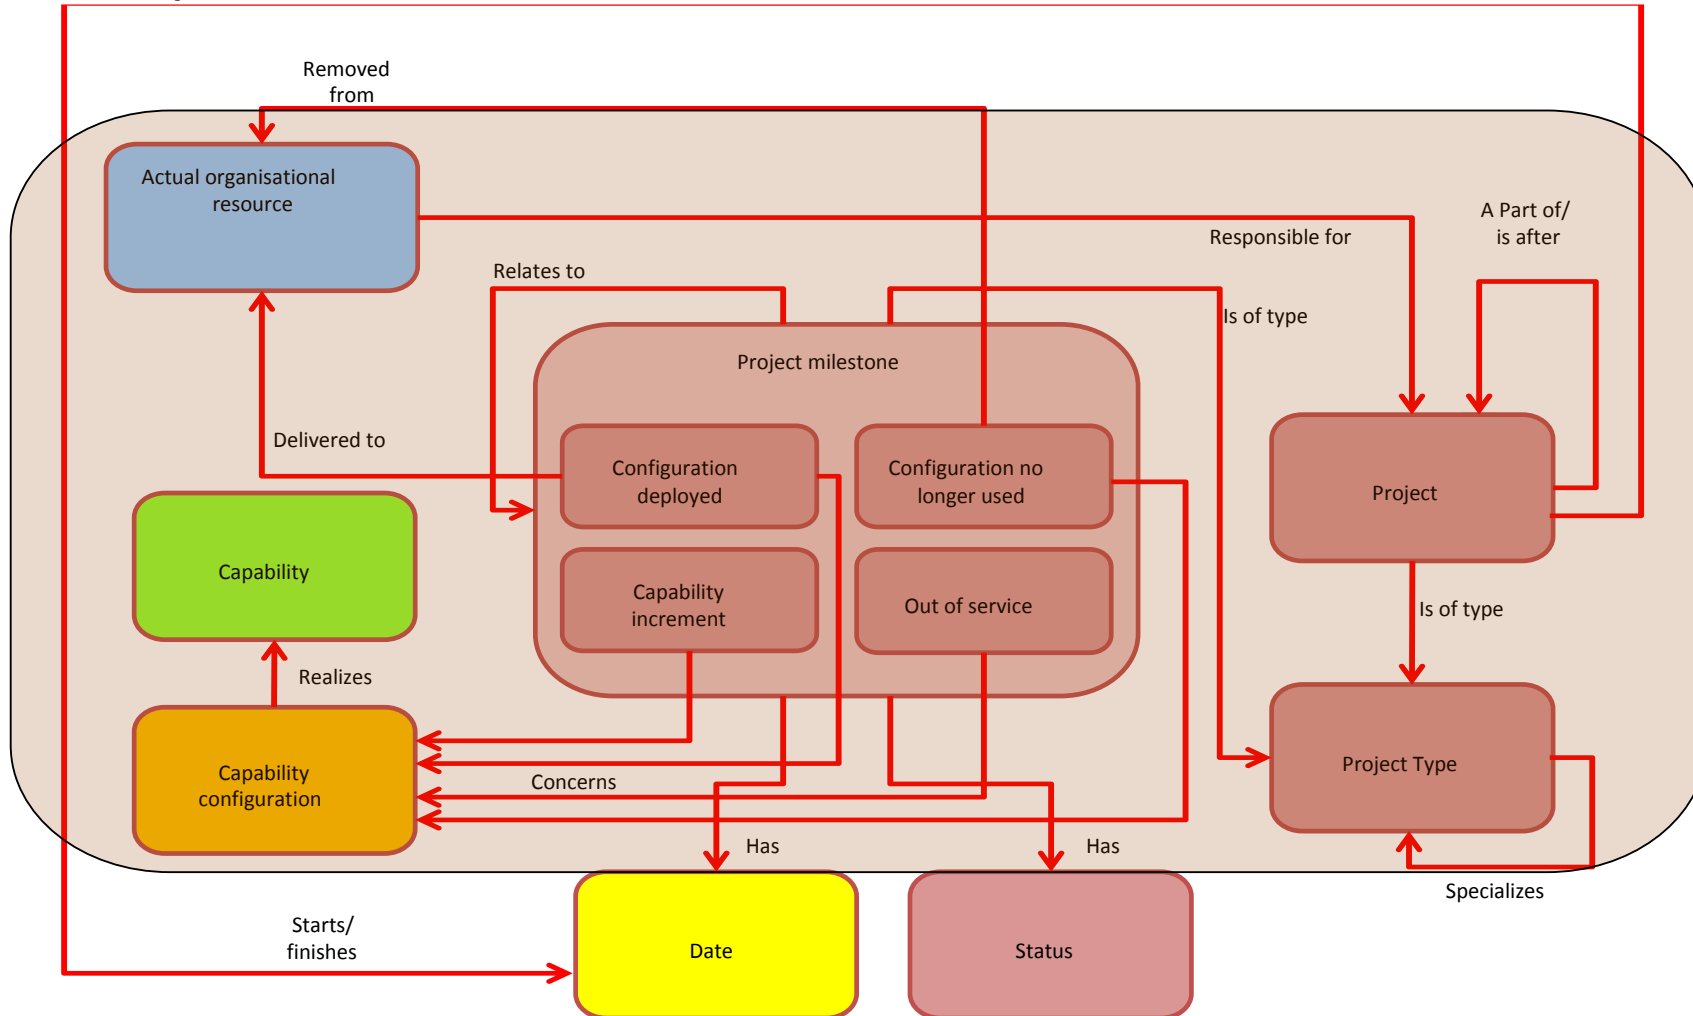 Removed
from
Actual organisational
resource
A Part of/
is after
Responsible for
Relates to
Is of type
Project milestone
Delivered to
Configuration
deployed
Configuration no
longer used
Project
Capability
Capability
increment
Out of service
Is of type
Realizes
Capability
configuration
Concerns
Project Type
Has
Has
Specializes
Starts/
finishes
Date
Status